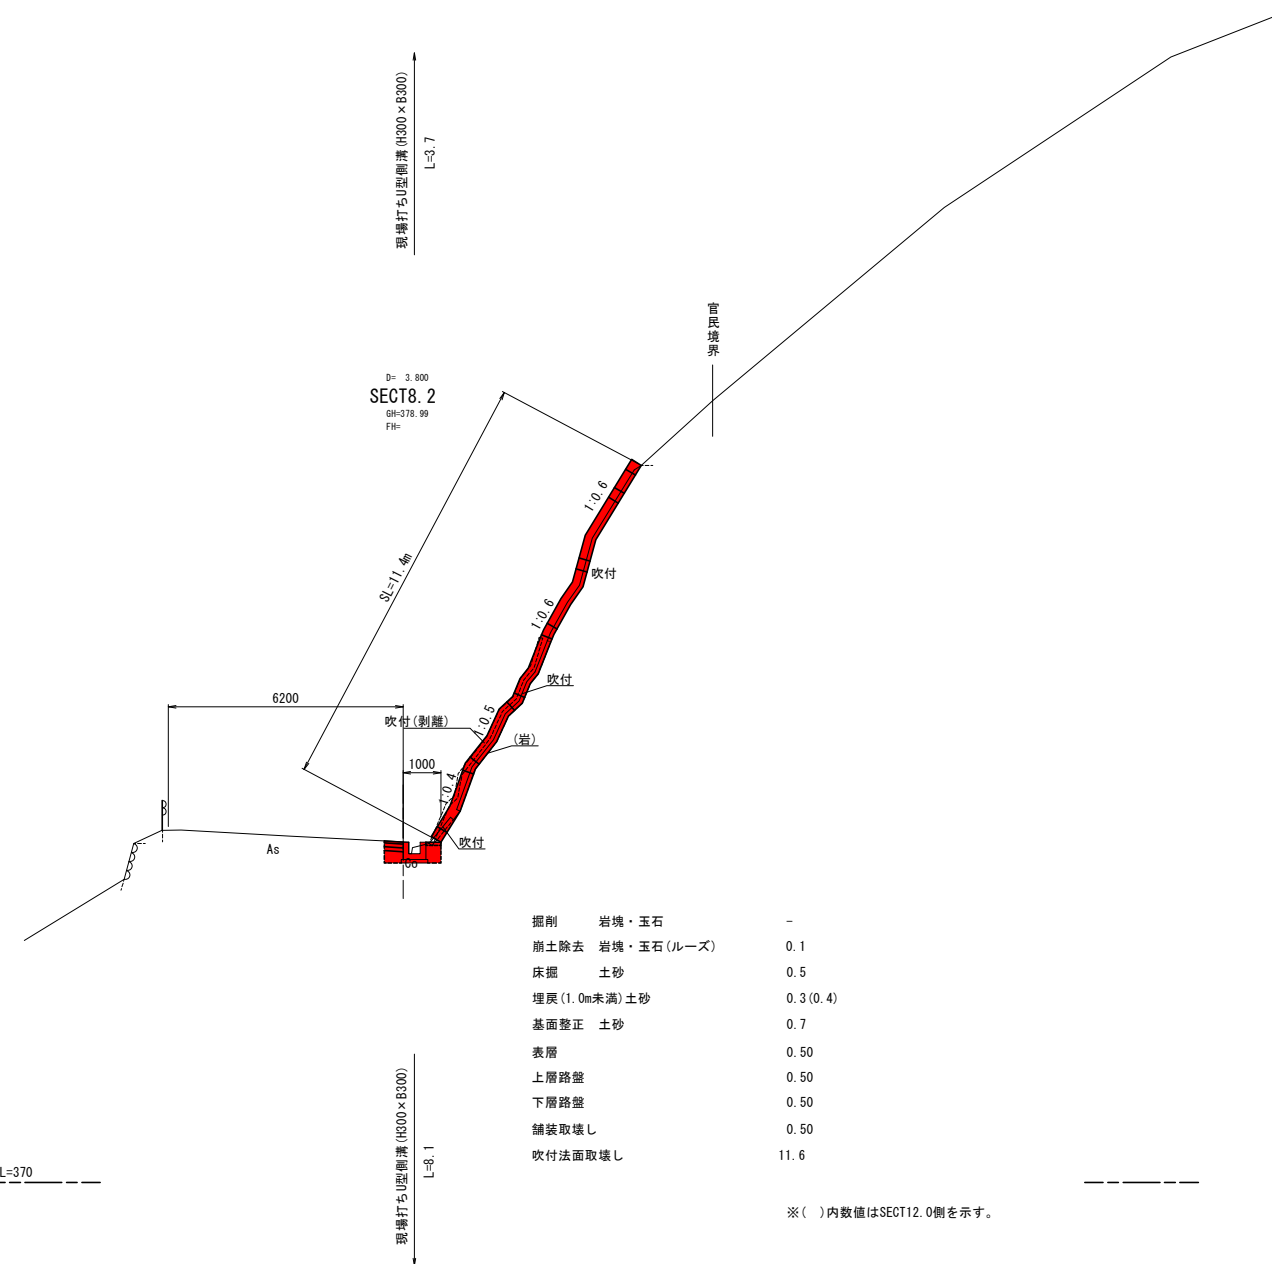 現場打ちU型側溝(H300×B300)
L=3.7
官民境界
D= 3.800
SECT8.2
GH=378.99
FH=
1:0.6
SL=11.4m
吹付
1:0.6
吹付
6200
1:0.5
吹付(剥離)
(岩)
1000
1:0.4
吹付
As
Co
掘削 岩塊・玉石 -
崩土除去 岩塊・玉石(ルーズ) 0.1
床掘 土砂 0.5
埋戻(1.0m未満)土砂 0.3(0.4)
基面整正 土砂 0.7
表層 0.50
上層路盤 0.50
下層路盤 0.50
舗装取壊し 0.50
吹付法面取壊し 11.6
現場打ちU型側溝(H300×B300)
L=8.1
L=370
※( )内数値はSECT12.0側を示す。